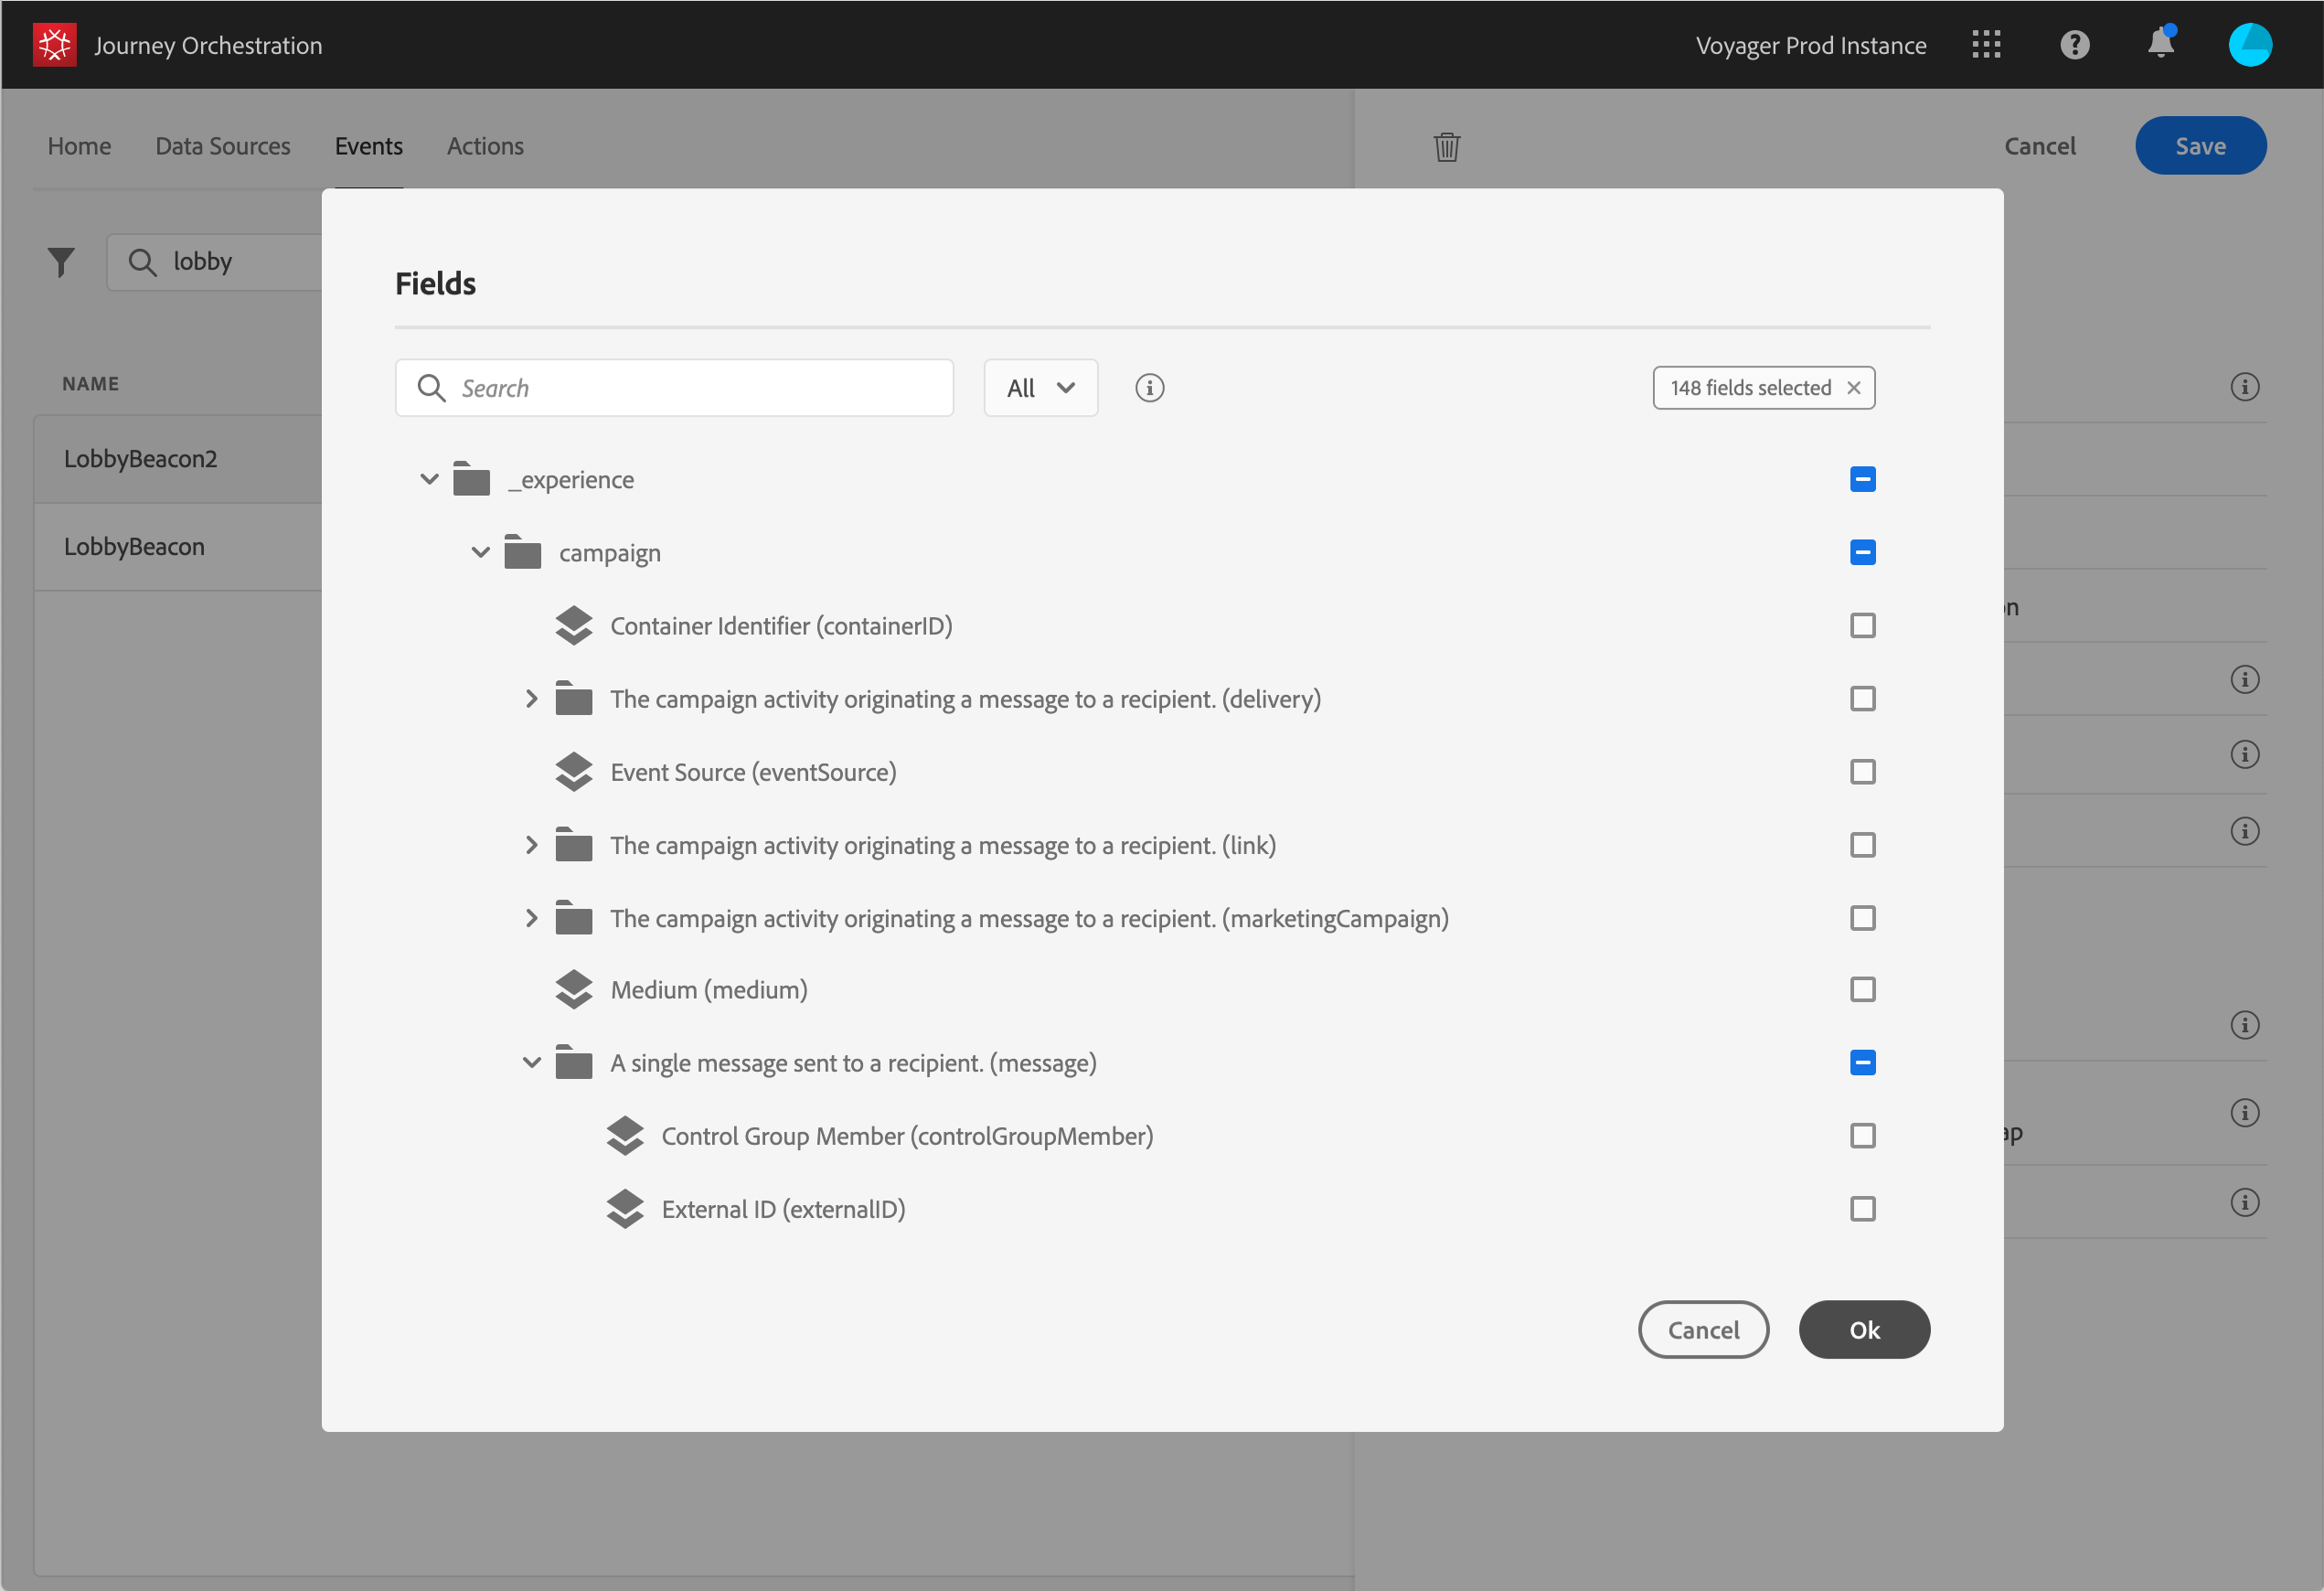 Journey Orchestration
Voyager Prod Instance
Home Data Sources Events Actions
Cancel Save
lobby
NAME
LobbyBeacon2
LobbyBeacon
Fields
Search All 148 fields selected
_experience
campaign
Container Identifier (containerID)
The campaign activity originating a message to a recipient. (delivery)
Event Source (eventSource)
The campaign activity originating a message to a recipient. (link)
The campaign activity originating a message to a recipient. (marketingCampaign)
Medium (medium)
A single message sent to a recipient. (message)
Control Group Member (controlGroupMember)
External ID (externalID)
Cancel Ok